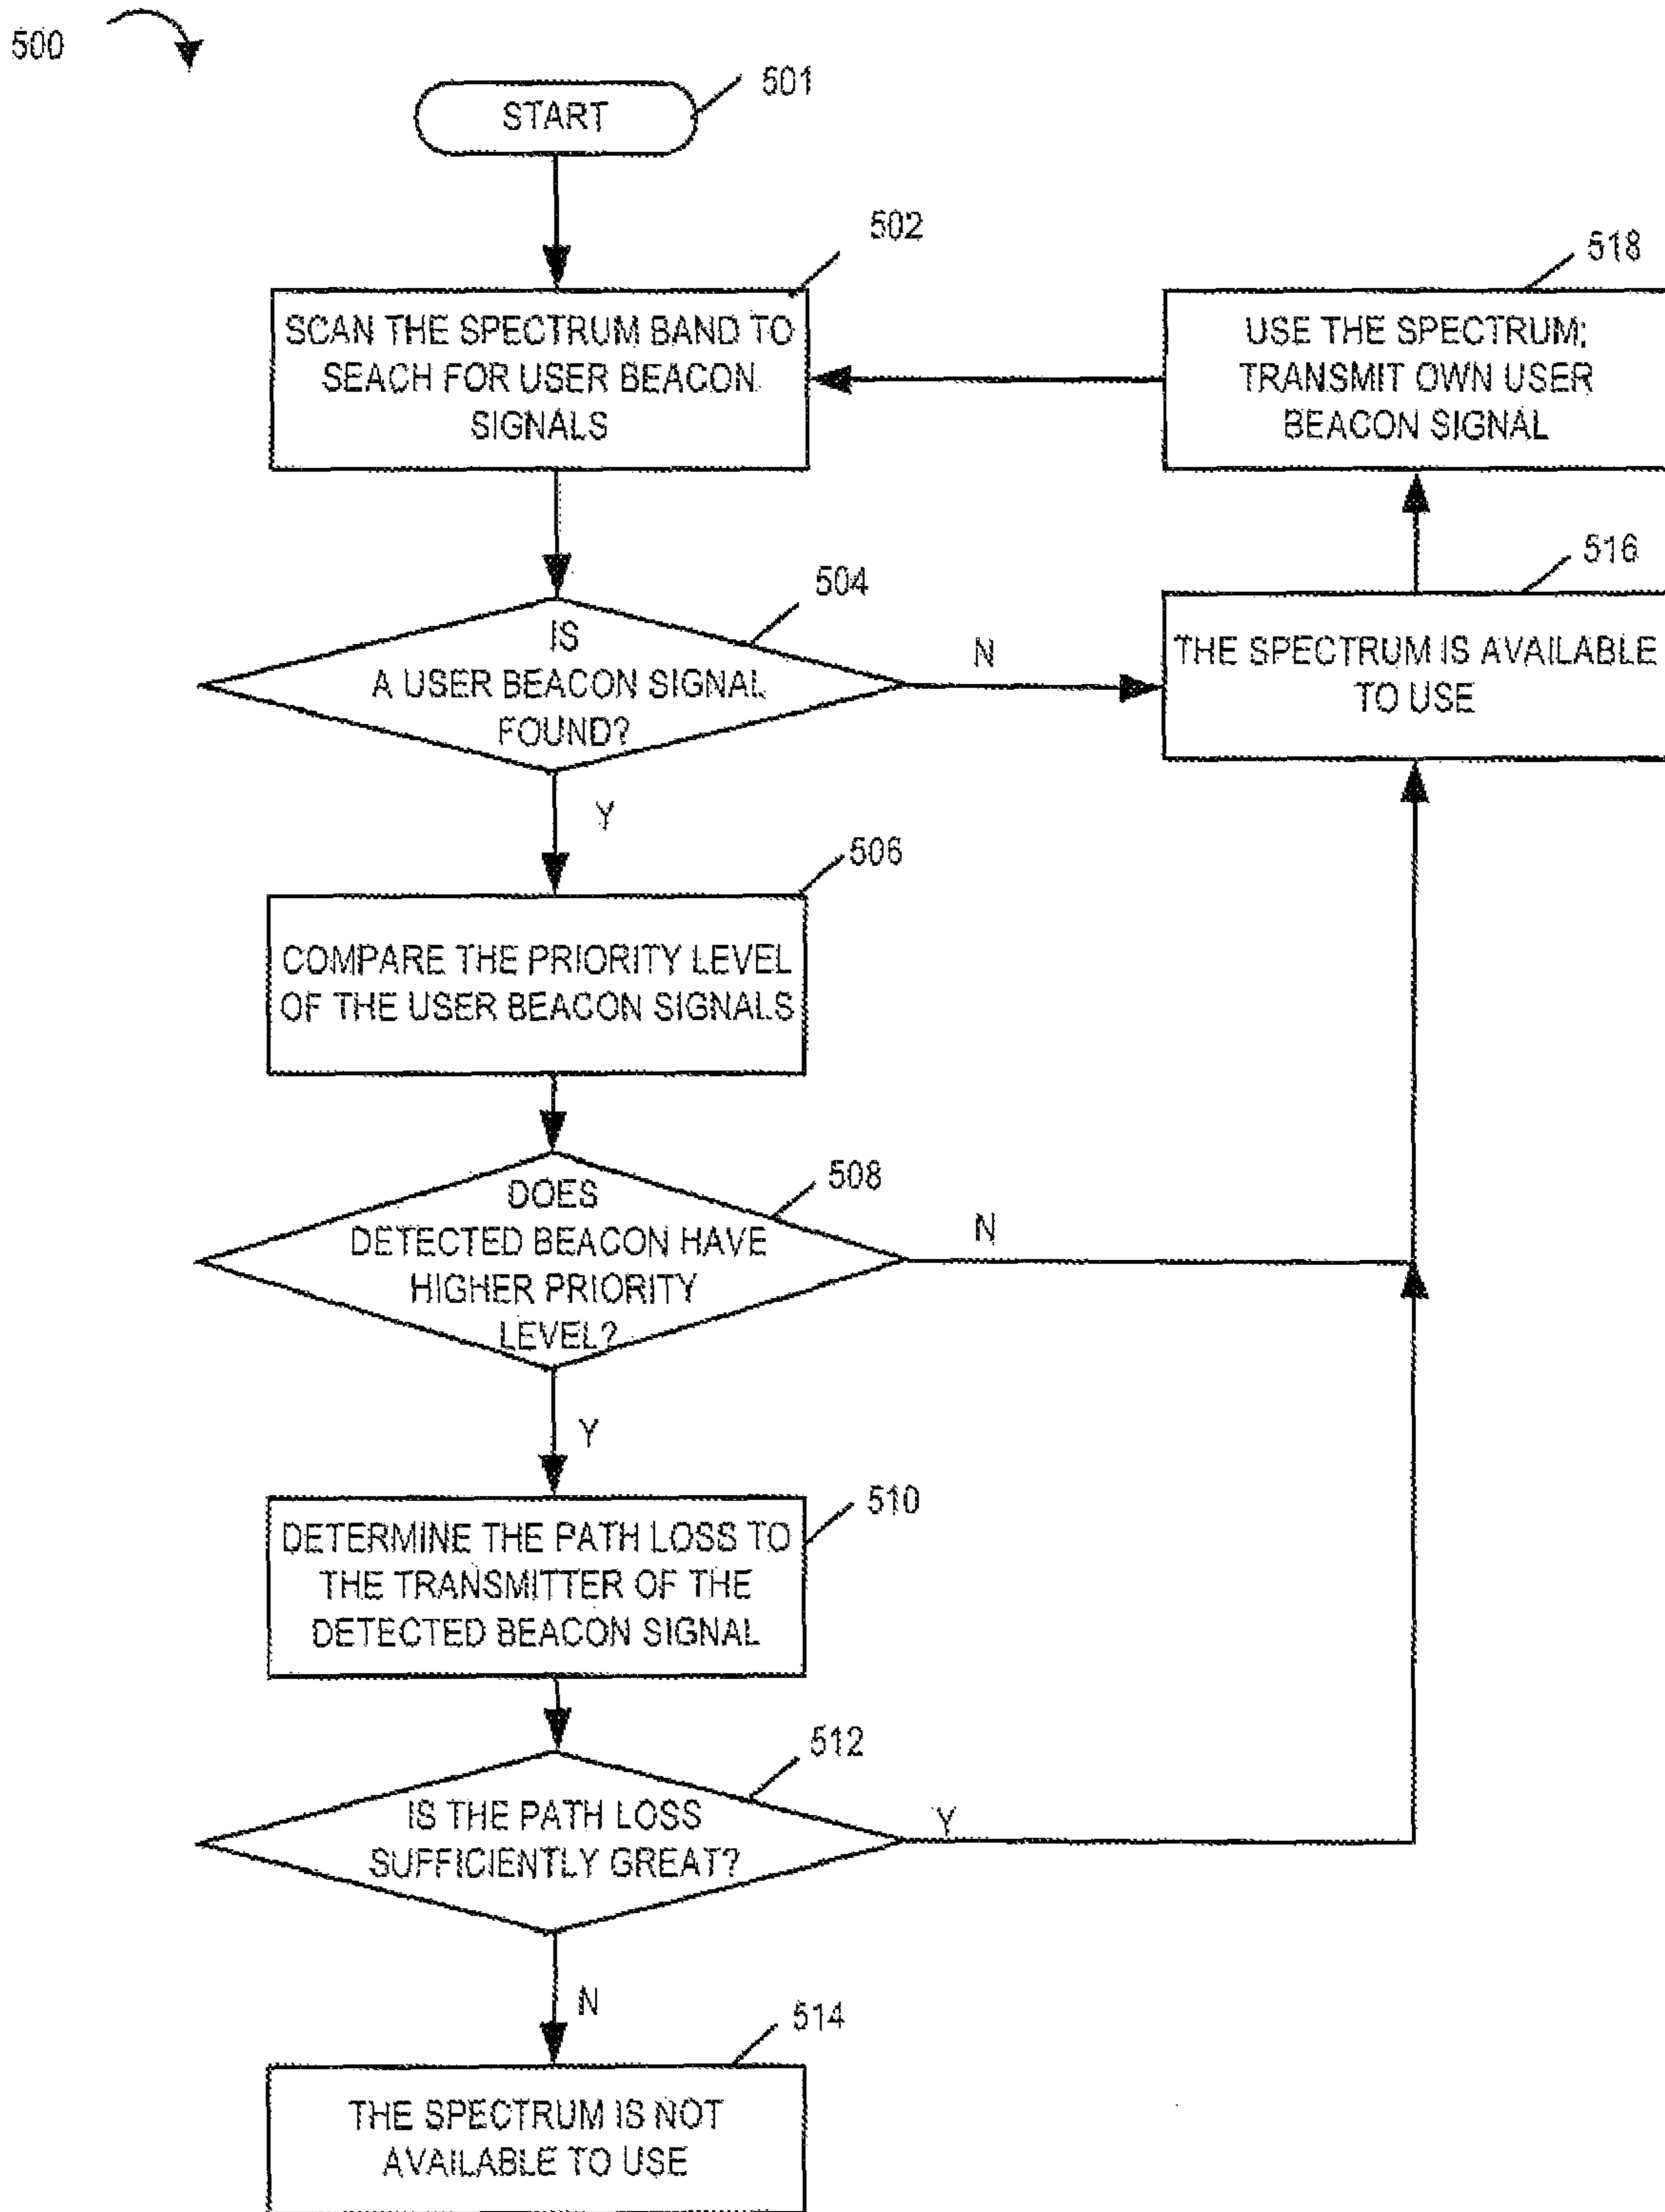 500
START
501
502
SCAN THE SPECTRUM BAND TO
SEACH FOR USER BEACON
SIGNALS
518
USE THE SPECTRUM;
TRANSMIT OWN USER
BEACON SIGNAL
504
IS
A USER BEACON SIGNAL
FOUND?
N
516
THE SPECTRUM IS AVAILABLE
TO USE
Y
506
COMPARE THE PRIORITY LEVEL
OF THE USER BEACON SIGNALS
508
DOES
DETECTED BEACON HAVE
HIGHER PRIORITY
LEVEL?
N
Y
510
DETERMINE THE PATH LOSS TO
THE TRANSMITTER OF THE
DETECTED BEACON SIGNAL
512
IS THE PATH LOSS
SUFFICIENTLY GREAT?
Y
N
514
THE SPECTRUM IS NOT
AVAILABLE TO USE